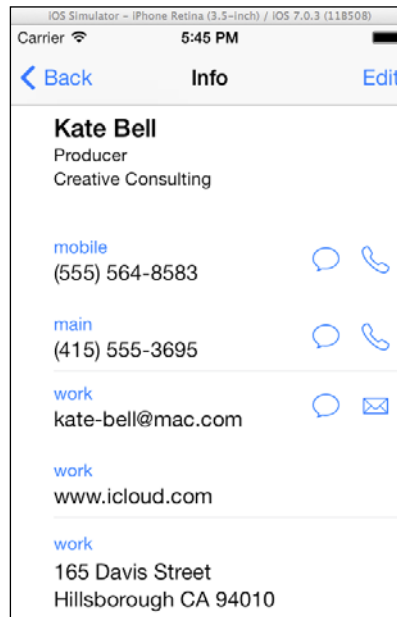 iOS Simulator – iPhone Retina (3.5-inch) / iOS 7.0.3 (11B508)
Carrier 5:45 PM
Back Info Edit
Kate Bell
Producer
Creative Consulting
mobile
(555) 564-8583
main
(415) 555-3695
work
kate-bell@mac.com
work
www.icloud.com
work
165 Davis Street
Hillsborough CA 94010